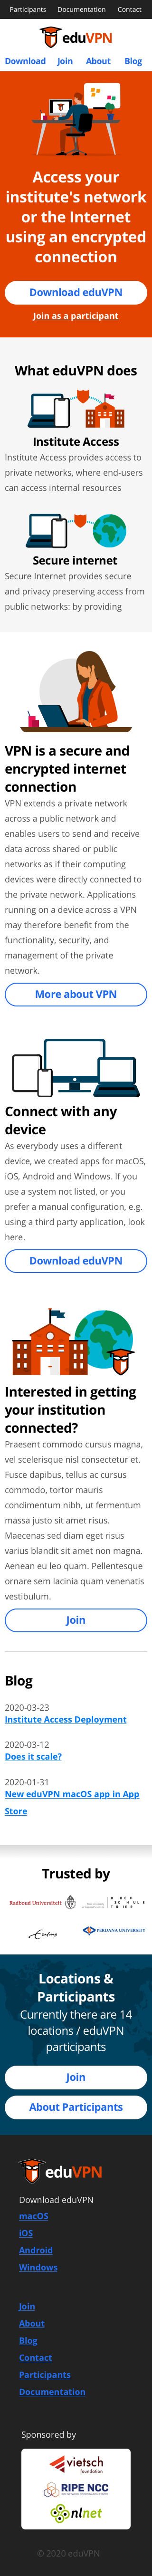 Participants Documentation Contact
eduVPN
Download Join About Blog
Access your
institute's network
or the Internet
using an encrypted
connection
Download eduVPN
Join as a participant
What eduVPN does
Institute Access
Institute Access provides access to
private networks, where end-users
can access internal resources
Secure internet
Secure Internet provides secure
and privacy preserving access from
public networks: by providing
VPN is a secure and
encrypted internet
connection
VPN extends a private network
across a public network and
enables users to send and receive
data across shared or public
networks as if their computing
devices were directly connected to
the private network. Applications
running on a device across a VPN
may therefore benefit from the
functionality, security, and
management of the private
network.
More about VPN
Connect with any
device
As everybody uses a different
device, we created apps for macOS,
iOS, Android and Windows. If you
use a system not listed, or you
prefer a manual configuration, e.g.
using a third party application, look
here.
Download eduVPN
Interested in getting
your institution
connected?
Praesent commodo cursus magna,
vel scelerisque nisl consectetur et.
Fusce dapibus, tellus ac cursus
commodo, tortor mauris
condimentum nibh, ut fermentum
massa justo sit amet risus.
Maecenas sed diam eget risus
varius blandit sit amet non magna.
Aenean eu leo quam. Pellentesque
ornare sem lacinia quam venenatis
vestibulum.
Join
Blog
2020-03-23
Institute Access Deployment
2020-03-12
Does it scale?
2020-01-31
New eduVPN macOS app in App
Store
Trusted by
Radboud Universiteit
PERDANA UNIVERSITY
Locations &
Participants
Currently there are 14
locations / eduVPN
participants
Join
About Participants
eduVPN
Download eduVPN
macOS
iOS
Android
Windows
Join
About
Blog
Contact
Participants
Documentation
Sponsored by
vietsch
foundation
RIPE NCC
nlnet
© 2020 eduVPN